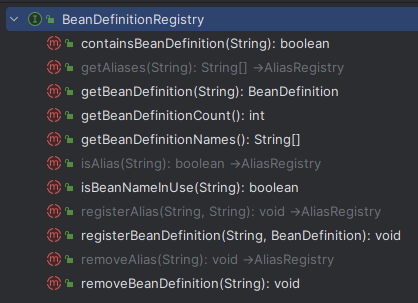 BeanDefinitionRegistry
containsBeanDefinition(String): boolean
getAliases(String): String[] →AliasRegistry
getBeanDefinition(String): BeanDefinition
getBeanDefinitionCount(): int
getBeanDefinitionNames(): String[]
isAlias(String): boolean →AliasRegistry
isBeanNameInUse(String): boolean
registerAlias(String, String): void →AliasRegistry
registerBeanDefinition(String, BeanDefinition): void
removeAlias(String): void →AliasRegistry
removeBeanDefinition(String): void